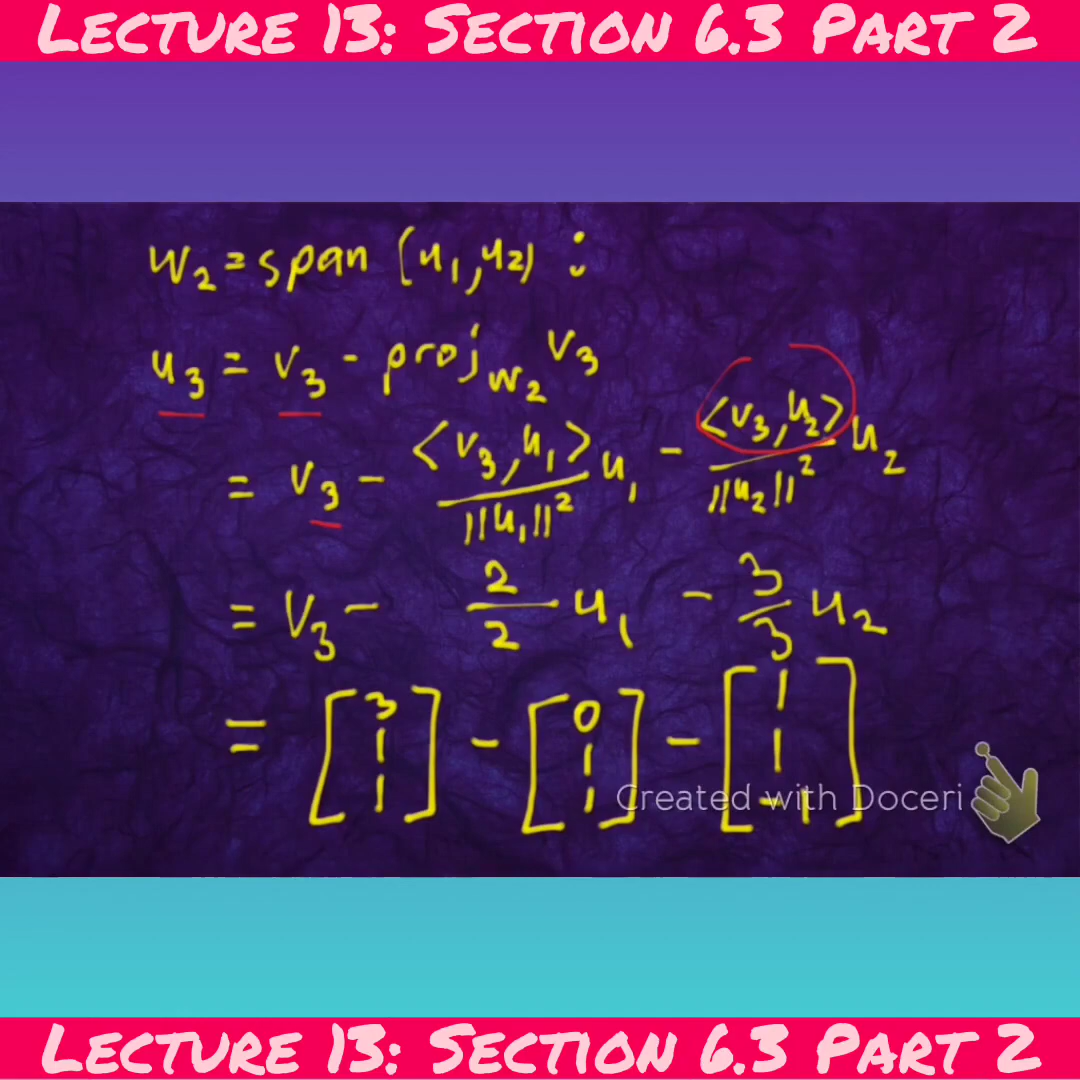 LECTURE 13: SECTION 6.3 PART 2
W₂ = span (u₁, u₂) :
u₃ = v₃ - proj_W₂ v₃
= v₃ - <v₃, u₁>/||u₁||² u₁ - <v₃, u₂>/||u₂||² u₂
= v₃ - 2/2 u₁ - 3/3 u₂
= [3 1 1] - [0 1 1] - [1 1 -1]
Created with Doceri
LECTURE 13: SECTION 6.3 PART 2